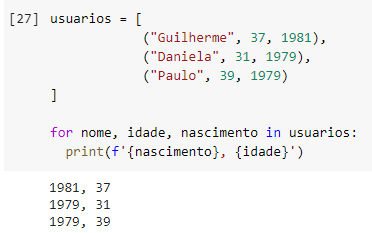 [27] usuarios = [
("Guilherme", 37, 1981),
("Daniela", 31, 1979),
("Paulo", 39, 1979)
]
for nome, idade, nascimento in usuarios:
print(f'{nascimento}, {idade}')
1981, 37
1979, 31
1979, 39